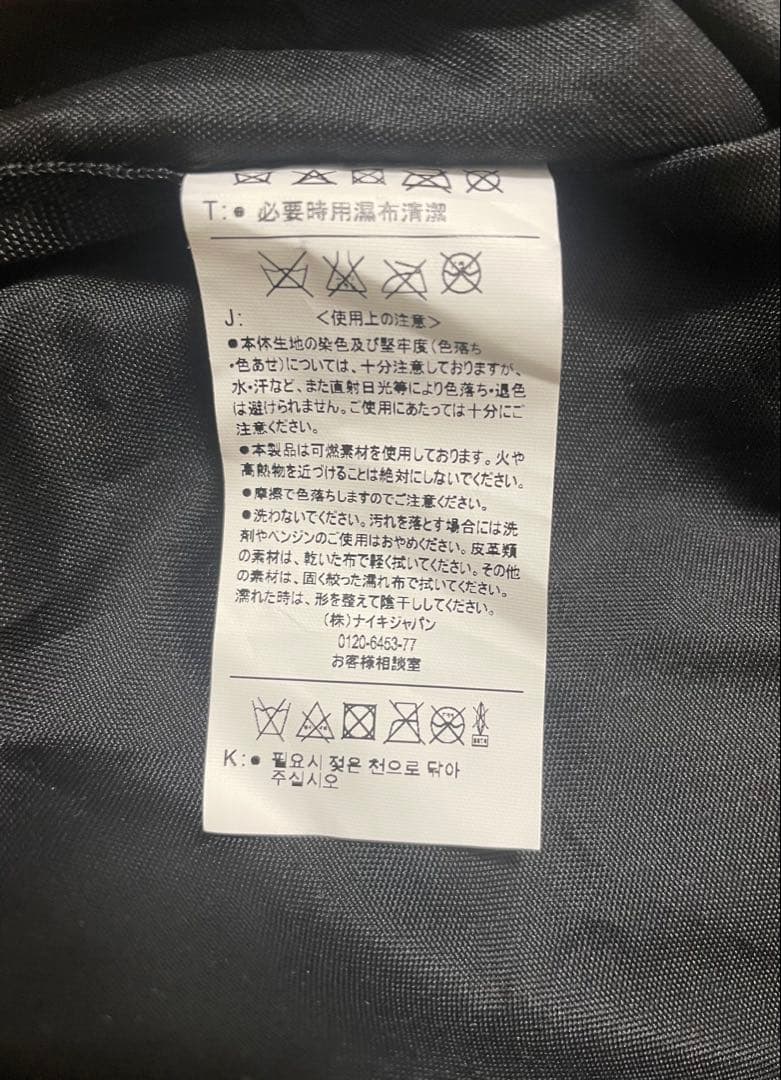 T:● 必要時用濕布清潔
J: <使用上の注意>
●本体生地の染色及び堅牢度(色落ち
・色あせ)については、十分注意しておりますが、
水・汗など、また直射日光等により色落ち・退色
は避けられません。ご使用にあたっては十分にご
注意ください。
●本製品は可燃素材を使用しております。火や
高熱物を近づけることは絶対にしないでください。
●摩擦で色落ちしますのでご注意ください。
●洗わないでください。汚れを落とす場合には洗
剤やベンジンのご使用はおやめください。皮革類
の素材は、乾いた布で軽く拭いてください。その他
の素材は、固く絞った濡れ布で拭いてください。
濡れた時は、形を整えて陰干ししてください。
(株)ナイキジャパン
0120-6453-77
お客様相談室
K:● 필요시 젖은 천으로 닦아
주십시오